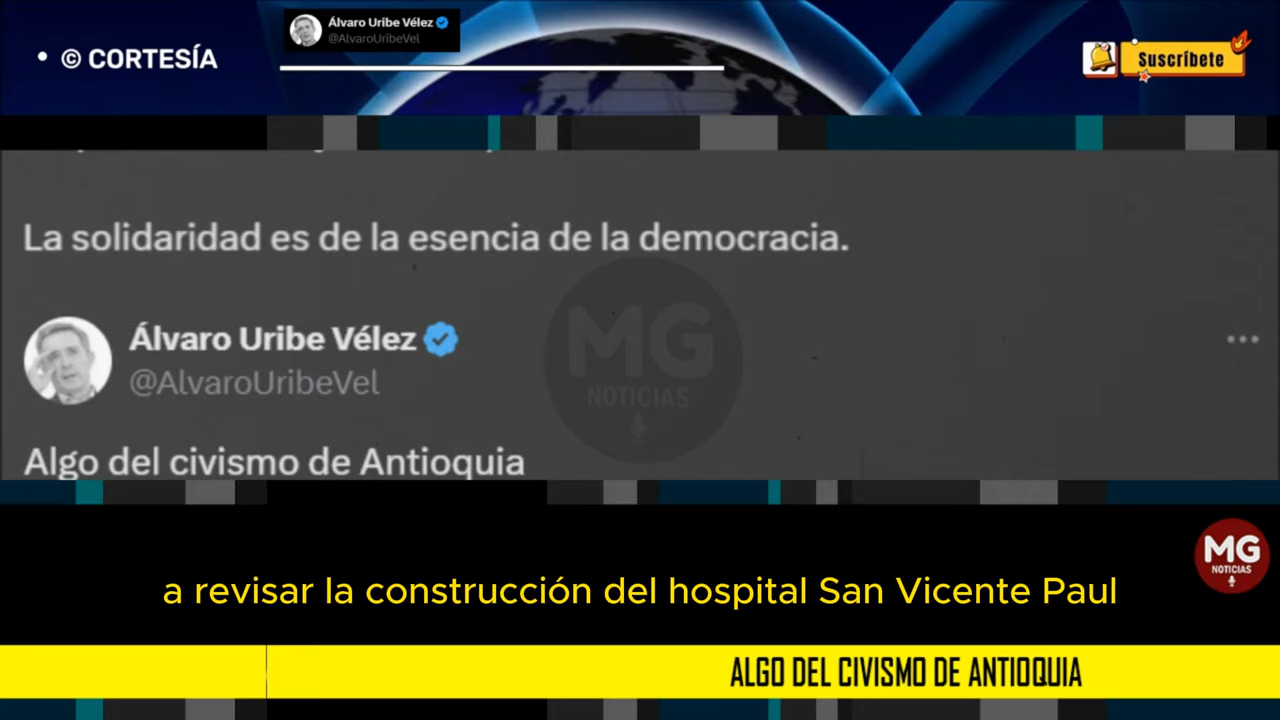 • © CORTESÍA
Álvaro Uribe Vélez
@AlvaroUribeVel
Suscríbete
La solidaridad es de la esencia de la democracia.
Álvaro Uribe Vélez
@AlvaroUribeVel
...
MG
NOTICIAS
Algo del civismo de Antioquia
MG
NOTICIAS
a revisar la construcción del hospital San Vicente Paul
ALGO DEL CIVISMO DE ANTIOQUIA